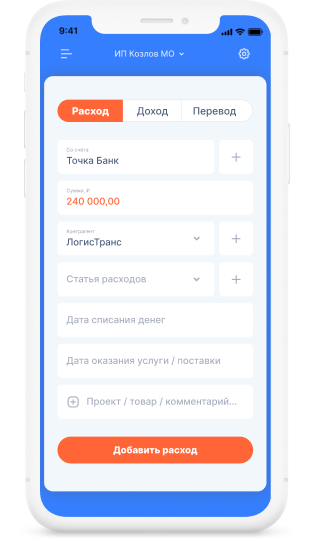 9:41
ИП Козлов МО
Расход Доход Перевод
Со счёта
Точка Банк
Сумма, ₽
240 000,00
Контрагент
ЛогисТранс
Статья расходов
Дата списания денег
Дата оказания услуги / поставки
Проект / товар / комментарий...
Добавить расход